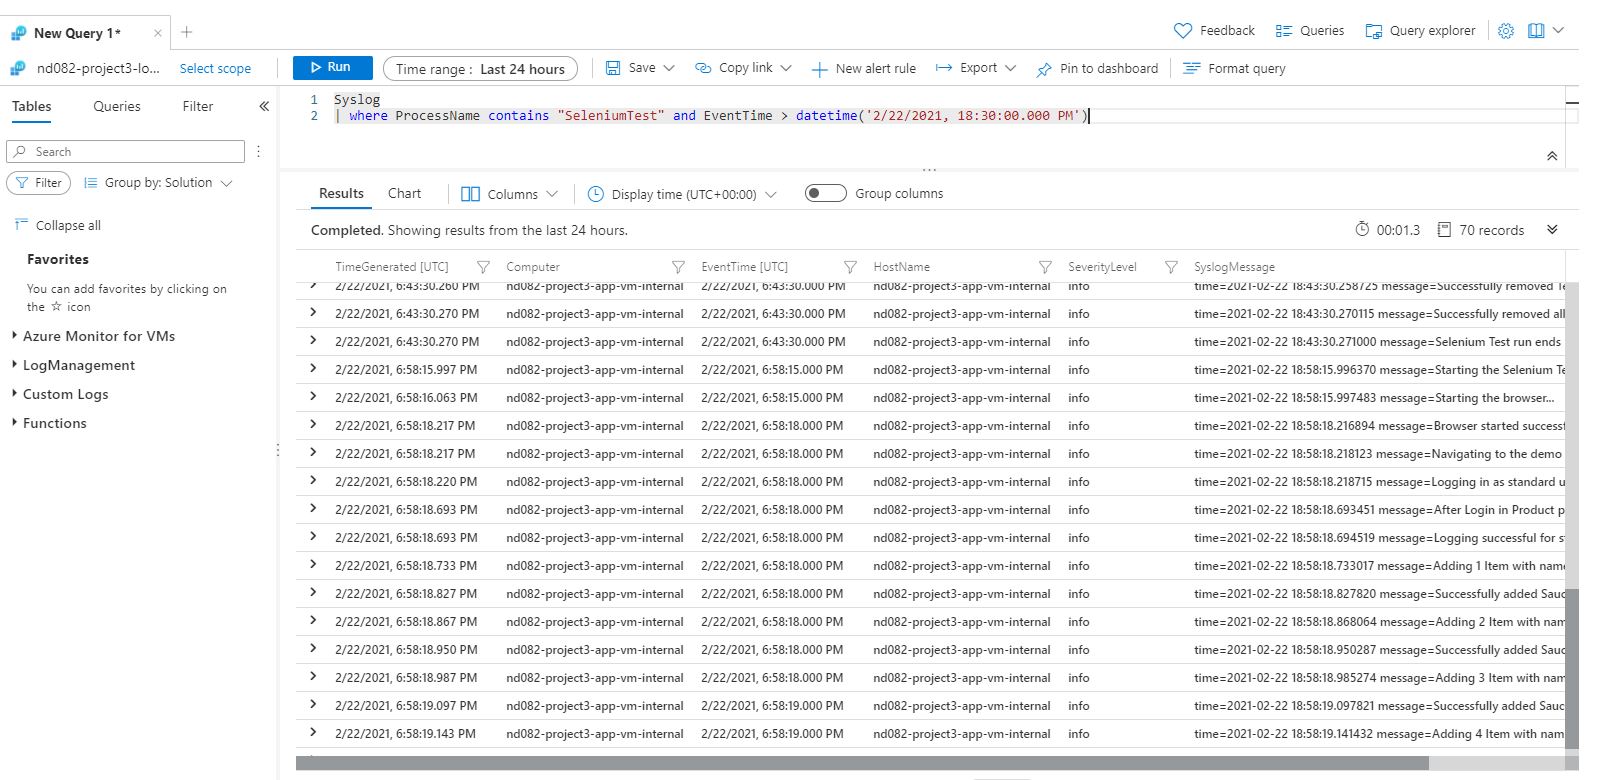 New Query 1*
Feedback Queries Query explorer
nd082-project3-lo... Select scope Run Time range : Last 24 hours Save Copy link New alert rule Export Pin to dashboard Format query
Tables Queries Filter
1 Syslog
2 | where ProcessName contains "SeleniumTest" and EventTime > datetime('2/22/2021, 18:30:00.000 PM')
Search
Filter Group by: Solution
Collapse all
Favorites
You can add favorites by clicking on
the ☆ icon
Azure Monitor for VMs
LogManagement
Custom Logs
Functions
Results Chart Columns Display time (UTC+00:00) Group columns
Completed. Showing results from the last 24 hours. 00:01.3 70 records
TimeGenerated [UTC] Computer EventTime [UTC] HostName SeverityLevel SyslogMessage
2/22/2021, 6:43:30.260 PM nd082-project3-app-vm-internal 2/22/2021, 6:43:30.000 PM nd082-project3-app-vm-internal info time=2021-02-22 18:43:30.258725 message=Successfully removed
2/22/2021, 6:43:30.270 PM nd082-project3-app-vm-internal 2/22/2021, 6:43:30.000 PM nd082-project3-app-vm-internal info time=2021-02-22 18:43:30.270115 message=Successfully removed all
2/22/2021, 6:43:30.270 PM nd082-project3-app-vm-internal 2/22/2021, 6:43:30.000 PM nd082-project3-app-vm-internal info time=2021-02-22 18:43:30.271000 message=Selenium Test run ends
2/22/2021, 6:58:15.997 PM nd082-project3-app-vm-internal 2/22/2021, 6:58:15.000 PM nd082-project3-app-vm-internal info time=2021-02-22 18:58:15.996370 message=Starting the Selenium Te
2/22/2021, 6:58:16.063 PM nd082-project3-app-vm-internal 2/22/2021, 6:58:15.000 PM nd082-project3-app-vm-internal info time=2021-02-22 18:58:15.997483 message=Starting the browser...
2/22/2021, 6:58:18.217 PM nd082-project3-app-vm-internal 2/22/2021, 6:58:18.000 PM nd082-project3-app-vm-internal info time=2021-02-22 18:58:18.216894 message=Browser started successf
2/22/2021, 6:58:18.217 PM nd082-project3-app-vm-internal 2/22/2021, 6:58:18.000 PM nd082-project3-app-vm-internal info time=2021-02-22 18:58:18.218123 message=Navigating to the demo
2/22/2021, 6:58:18.220 PM nd082-project3-app-vm-internal 2/22/2021, 6:58:18.000 PM nd082-project3-app-vm-internal info time=2021-02-22 18:58:18.218715 message=Logging in as standard u
2/22/2021, 6:58:18.693 PM nd082-project3-app-vm-internal 2/22/2021, 6:58:18.000 PM nd082-project3-app-vm-internal info time=2021-02-22 18:58:18.693451 message=After Login in Product p
2/22/2021, 6:58:18.693 PM nd082-project3-app-vm-internal 2/22/2021, 6:58:18.000 PM nd082-project3-app-vm-internal info time=2021-02-22 18:58:18.694519 message=Logging successful for st
2/22/2021, 6:58:18.733 PM nd082-project3-app-vm-internal 2/22/2021, 6:58:18.000 PM nd082-project3-app-vm-internal info time=2021-02-22 18:58:18.733017 message=Adding 1 Item with name
2/22/2021, 6:58:18.827 PM nd082-project3-app-vm-internal 2/22/2021, 6:58:18.000 PM nd082-project3-app-vm-internal info time=2021-02-22 18:58:18.827820 message=Successfully added Sauc
2/22/2021, 6:58:18.867 PM nd082-project3-app-vm-internal 2/22/2021, 6:58:18.000 PM nd082-project3-app-vm-internal info time=2021-02-22 18:58:18.868064 message=Adding 2 Item with nam
2/22/2021, 6:58:18.950 PM nd082-project3-app-vm-internal 2/22/2021, 6:58:18.000 PM nd082-project3-app-vm-internal info time=2021-02-22 18:58:18.950287 message=Successfully added Sauc
2/22/2021, 6:58:18.987 PM nd082-project3-app-vm-internal 2/22/2021, 6:58:18.000 PM nd082-project3-app-vm-internal info time=2021-02-22 18:58:18.985274 message=Adding 3 Item with nam
2/22/2021, 6:58:19.097 PM nd082-project3-app-vm-internal 2/22/2021, 6:58:19.000 PM nd082-project3-app-vm-internal info time=2021-02-22 18:58:19.097821 message=Successfully added Sauc
2/22/2021, 6:58:19.143 PM nd082-project3-app-vm-internal 2/22/2021, 6:58:19.000 PM nd082-project3-app-vm-internal info time=2021-02-22 18:58:19.141432 message=Adding 4 Item with nam